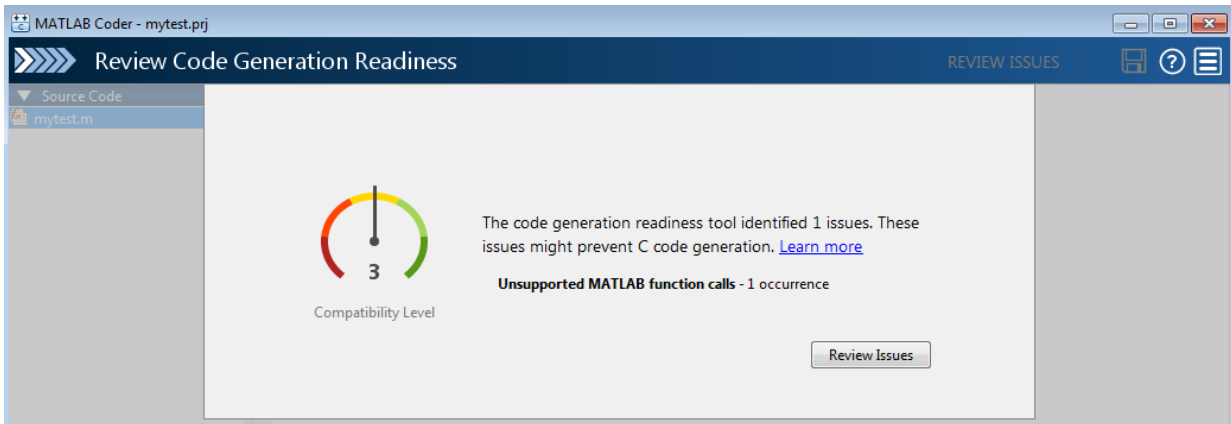 MATLAB Coder - mytest.prj
Review Code Generation Readiness
REVIEW ISSUES
Source Code
mytest.m
The code generation readiness tool identified 1 issues. These
issues might prevent C code generation. Learn more
Unsupported MATLAB function calls - 1 occurrence
3
Compatibility Level
Review Issues